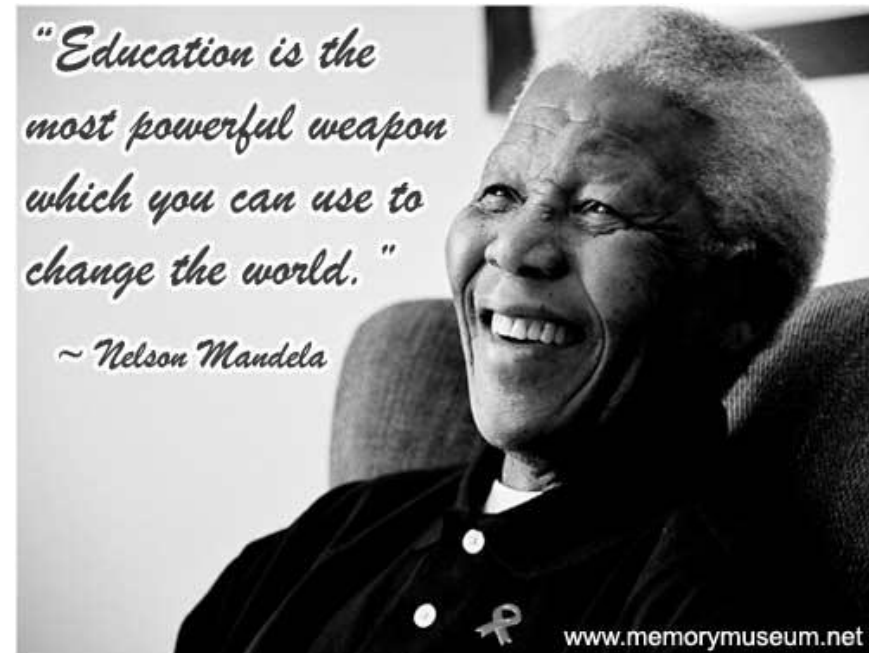 “Education is the
most powerful weapon
which you can use to
change the world.”
~ Nelson Mandela
www.memorymuseum.net